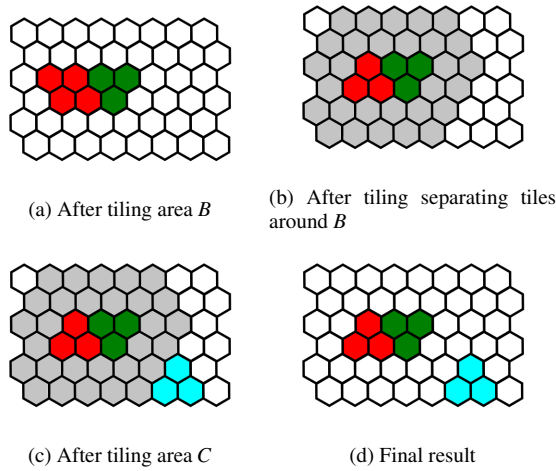 (a) After tiling area B
(b) After tiling separating tiles
around B
(c) After tiling area C
(d) Final result